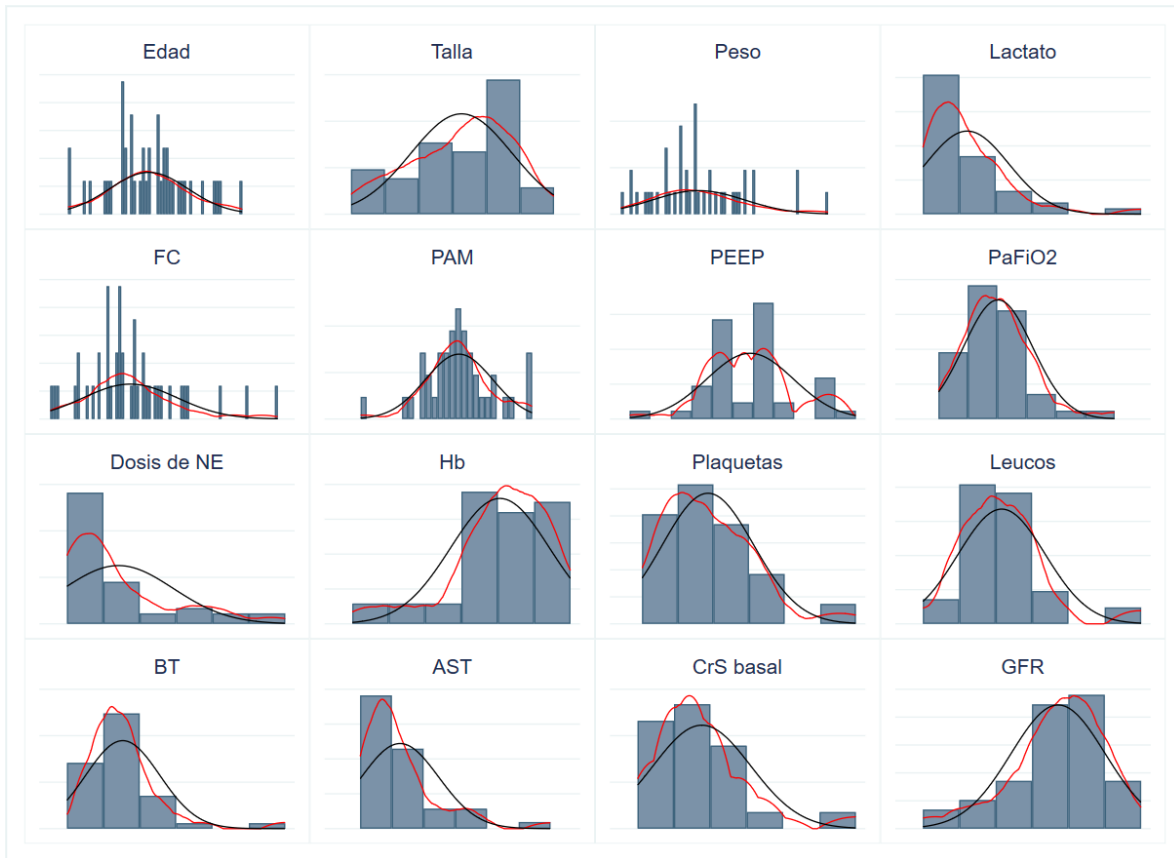 Edad
Talla
Peso
Lactato
FC
PAM
PEEP
PaFiO2
Dosis de NE
Hb
Plaquetas
Leucos
BT
AST
CrS basal
GFR